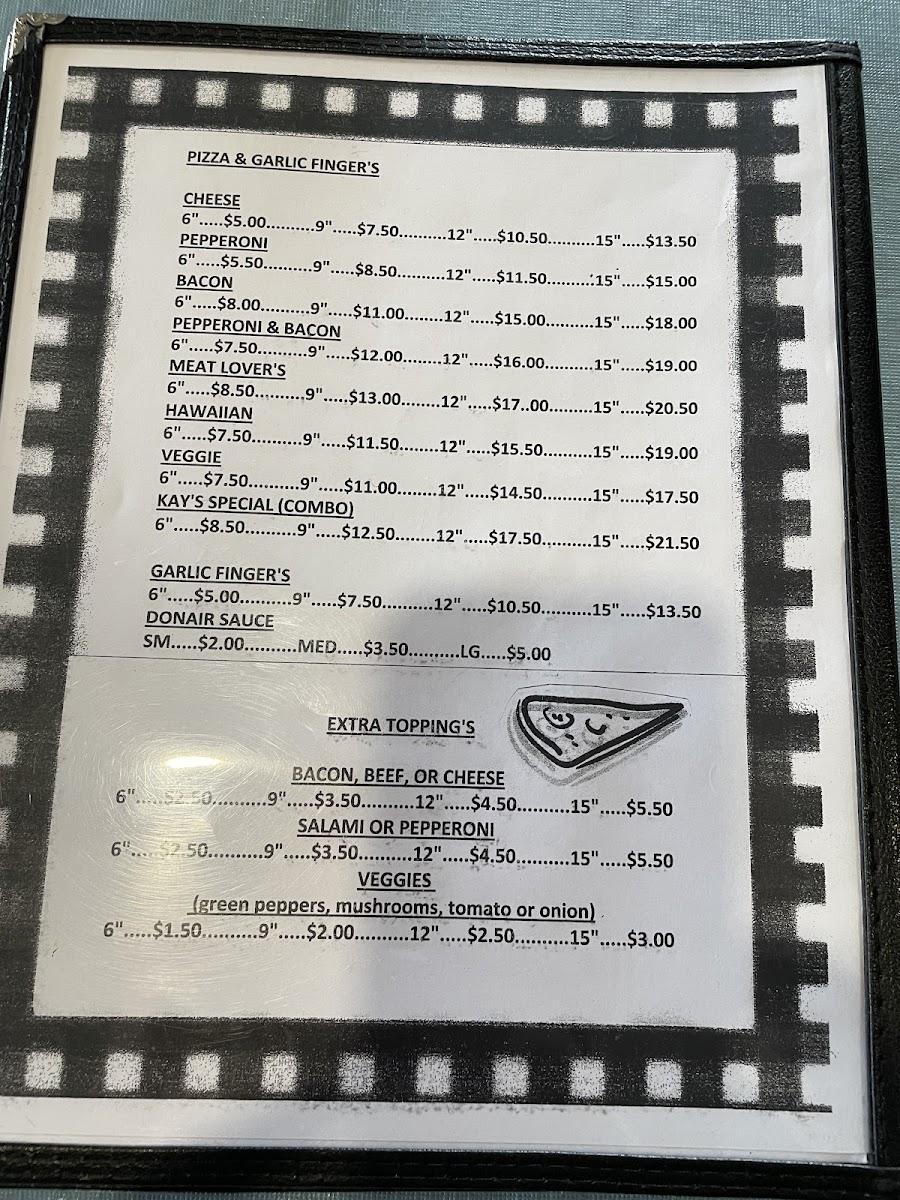 PIZZA & GARLIC FINGER'S
CHEESE
6".....$5.00..........9".....$7.50..........12".....$10.50..........15".....$13.50
PEPPERONI
6".....$5.50..........9".....$8.50..........12".....$11.50..........15".....$15.00
BACON
6".....$8.00..........9".....$11.00........12".....$15.00..........15".....$18.00
PEPPERONI & BACON
6".....$7.50..........9".....$12.00........12".....$16.00..........15".....$19.00
MEAT LOVER'S
6".....$8.50..........9".....$13.00........12".....$17..00.........15".....$20.50
HAWAIIAN
6".....$7.50..........9".....$11.50........12".....$15.50..........15".....$19.00
VEGGIE
6".....$7.50..........9".....$11.00........12".....$14.50..........15".....$17.50
KAY'S SPECIAL (COMBO)
6".....$8.50..........9".....$12.50........12".....$17.50..........15".....$21.50
GARLIC FINGER'S
6".....$5.00..........9".....$7.50..........12".....$10.50..........15".....$13.50
DONAIR SAUCE
SM.....$2.00..........MED.....$3.50..........LG.....$5.00
EXTRA TOPPING'S
BACON, BEEF, OR CHEESE
6".....$2.50..........9".....$3.50..........12".....$4.50..........15".....$5.50
SALAMI OR PEPPERONI
6".....$2.50..........9".....$3.50..........12".....$4.50..........15".....$5.50
VEGGIES
(green peppers, mushrooms, tomato or onion)
6".....$1.50..........9".....$2.00..........12".....$2.50..........15".....$3.00